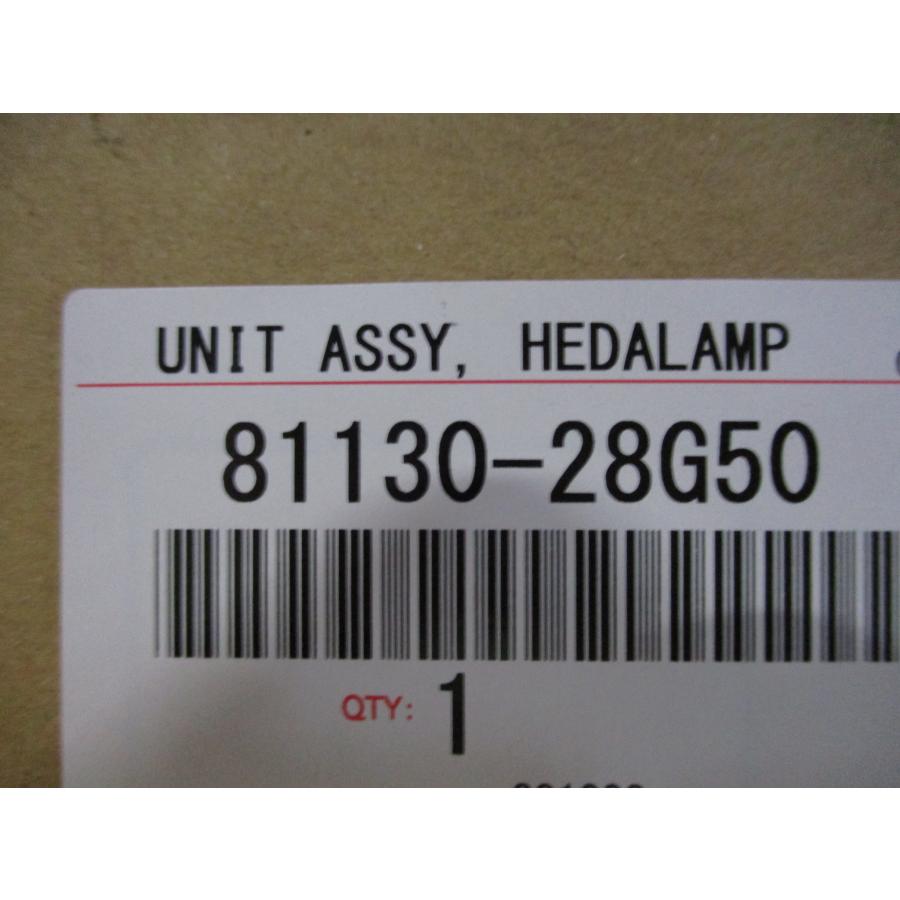 UNIT ASSY, HEDALAMP
81130-28G50
QTY: 1